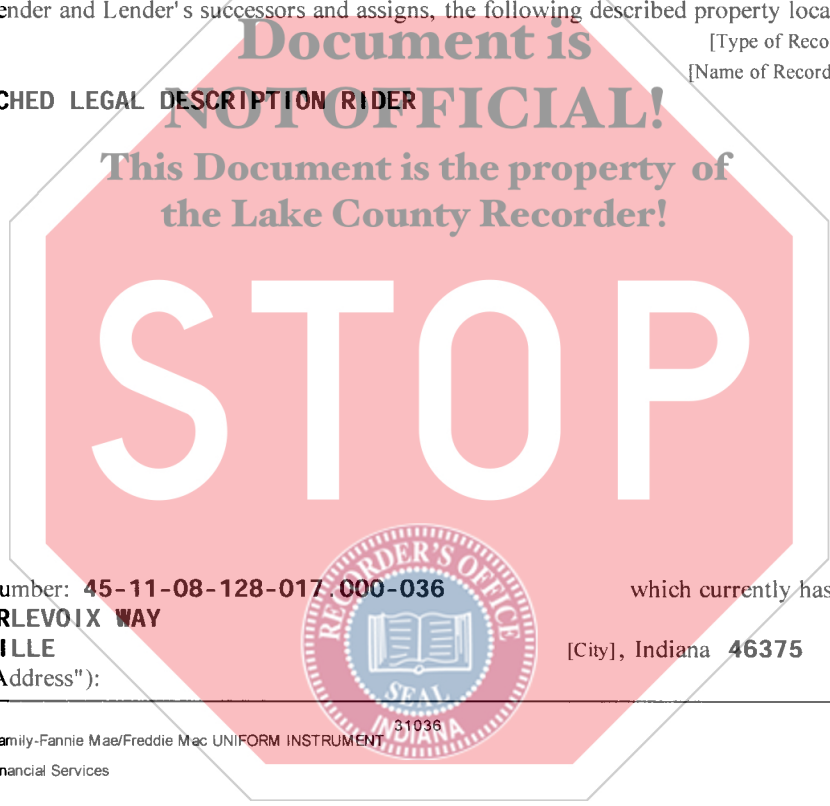 ender and Lender's successors and assigns, the following described property loca
Document is
[Type of Reco
[Name of Record
NOT OFFICIAL!
CHED LEGAL DESCRIPTION RIDER
This Document is the property of
the Lake County Recorder!
STOP
umber: 45-11-08-128-017.000-036 which currently has
RLEVOIX WAY
ILLE [City], Indiana 46375
Address"):
RECORDER'S OFFICE
SEAL
INDIANA
31036
amily-Fannie Mae/Freddie Mac UNIFORM INSTRUMENT
nancial Services